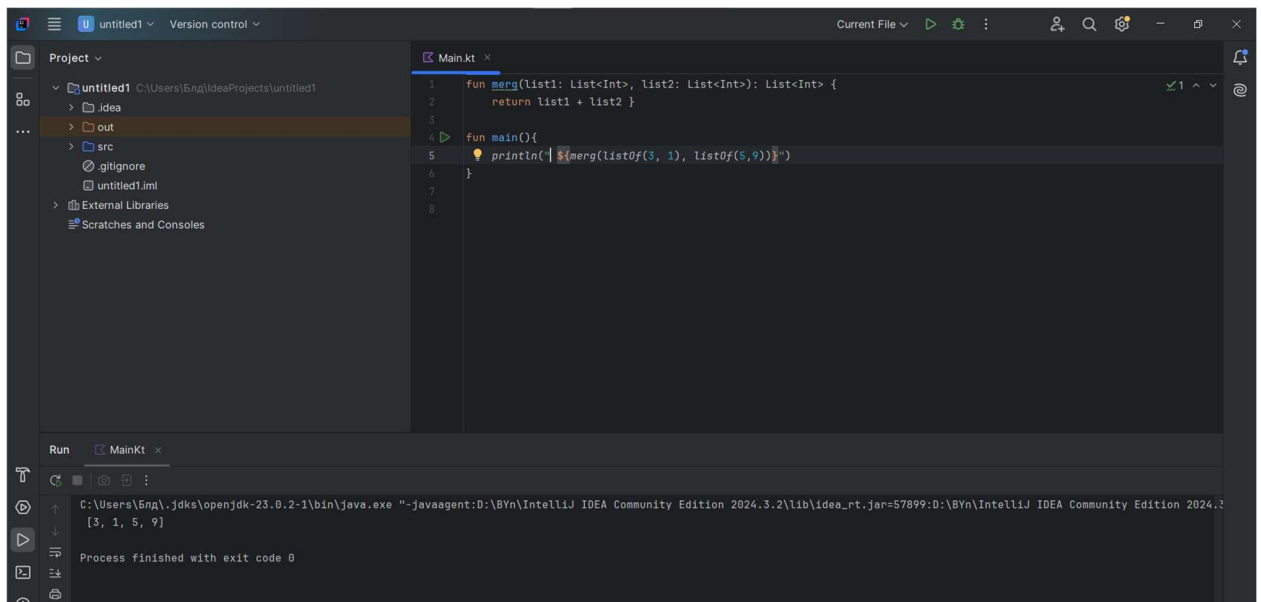 U untitled1 Version control Current File
Project
Main.kt
untitled1 C:\Users\Блд\IdeaProjects\untitled1
.idea
out
src
.gitignore
untitled1.iml
External Libraries
Scratches and Consoles
1 fun merg(list1: List<Int>, list2: List<Int>): List<Int> {
2 return list1 + list2 }
3
4 fun main(){
5 println(" ${merg(listOf(3, 1), listOf(5,9))}")
6 }
7
8
1
Run MainKt
C:\Users\Блд\.jdks\openjdk-23.0.2-1\bin\java.exe "-javaagent:D:\BYn\IntelliJ IDEA Community Edition 2024.3.2\lib\idea_rt.jar=57899:D:\BYn\IntelliJ IDEA Community Edition 2024.3
[3, 1, 5, 9]
Process finished with exit code 0